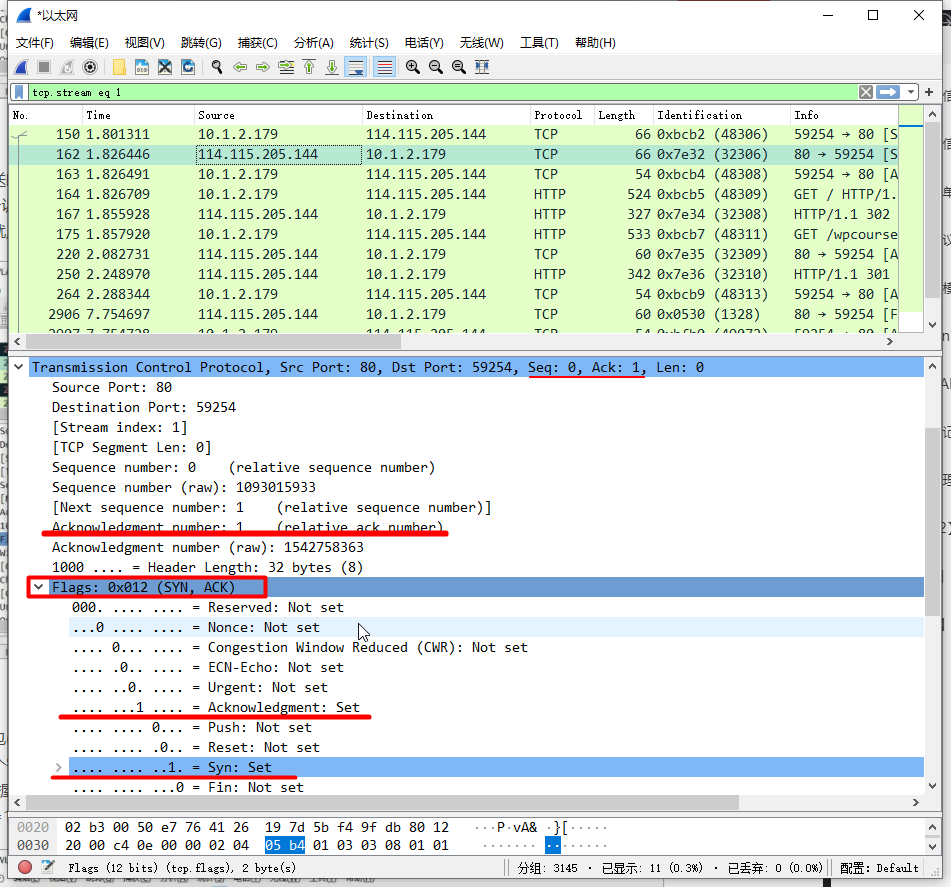 *以太网
文件(F) 编辑(E) 视图(V) 跳转(G) 捕获(C) 分析(A) 统计(S) 电话(Y) 无线(W) 工具(T) 帮助(H)
tcp.stream eq 1
No. Time Source Destination Protocol Length Identification Info
150 1.801311 10.1.2.179 114.115.205.144 TCP 66 0xbcb2 (48306) 59254 → 80 [S
162 1.826446 114.115.205.144 10.1.2.179 TCP 66 0x7e32 (32306) 80 → 59254 [S
163 1.826491 10.1.2.179 114.115.205.144 TCP 54 0xbcb4 (48308) 59254 → 80 [A
164 1.826709 10.1.2.179 114.115.205.144 HTTP 524 0xbcb5 (48309) GET / HTTP/1.
167 1.855928 114.115.205.144 10.1.2.179 HTTP 327 0x7e34 (32308) HTTP/1.1 302
175 1.857920 10.1.2.179 114.115.205.144 HTTP 533 0xbcb7 (48311) GET /wpcourse
220 2.082731 114.115.205.144 10.1.2.179 TCP 60 0x7e35 (32309) 80 → 59254 [A
250 2.248970 114.115.205.144 10.1.2.179 HTTP 342 0x7e36 (32310) HTTP/1.1 301
264 2.288344 10.1.2.179 114.115.205.144 TCP 54 0xbcb9 (48313) 59254 → 80 [A
2906 7.754697 114.115.205.144 10.1.2.179 TCP 60 0x0530 (1328) 80 → 59254 [F
Transmission Control Protocol, Src Port: 80, Dst Port: 59254, Seq: 0, Ack: 1, Len: 0
Source Port: 80
Destination Port: 59254
[Stream index: 1]
[TCP Segment Len: 0]
Sequence number: 0 (relative sequence number)
Sequence number (raw): 1093015933
[Next sequence number: 1 (relative sequence number)]
Acknowledgment number: 1 (relative ack number)
Acknowledgment number (raw): 1542758363
1000 .... = Header Length: 32 bytes (8)
Flags: 0x012 (SYN, ACK)
000. .... .... = Reserved: Not set
...0 .... .... = Nonce: Not set
.... 0... .... = Congestion Window Reduced (CWR): Not set
.... .0.. .... = ECN-Echo: Not set
.... ..0. .... = Urgent: Not set
.... ...1 .... = Acknowledgment: Set
.... .... 0... = Push: Not set
.... .... .0.. = Reset: Not set
.... .... ..1. = Syn: Set
.... .... ...0 = Fin: Not set
0020 02 b3 00 50 e7 76 41 26 19 7d 5b f4 9f db 80 12 ···P·vA& ·}[·····
0030 20 00 c4 0e 00 00 02 04 05 b4 01 03 03 08 01 01 ······· ········
Flags (12 bits) (tcp.flags), 2 byte(s) 分组: 3145 · 已显示: 11 (0.3%) · 已丢弃: 0 (0.0%) 配置: Default